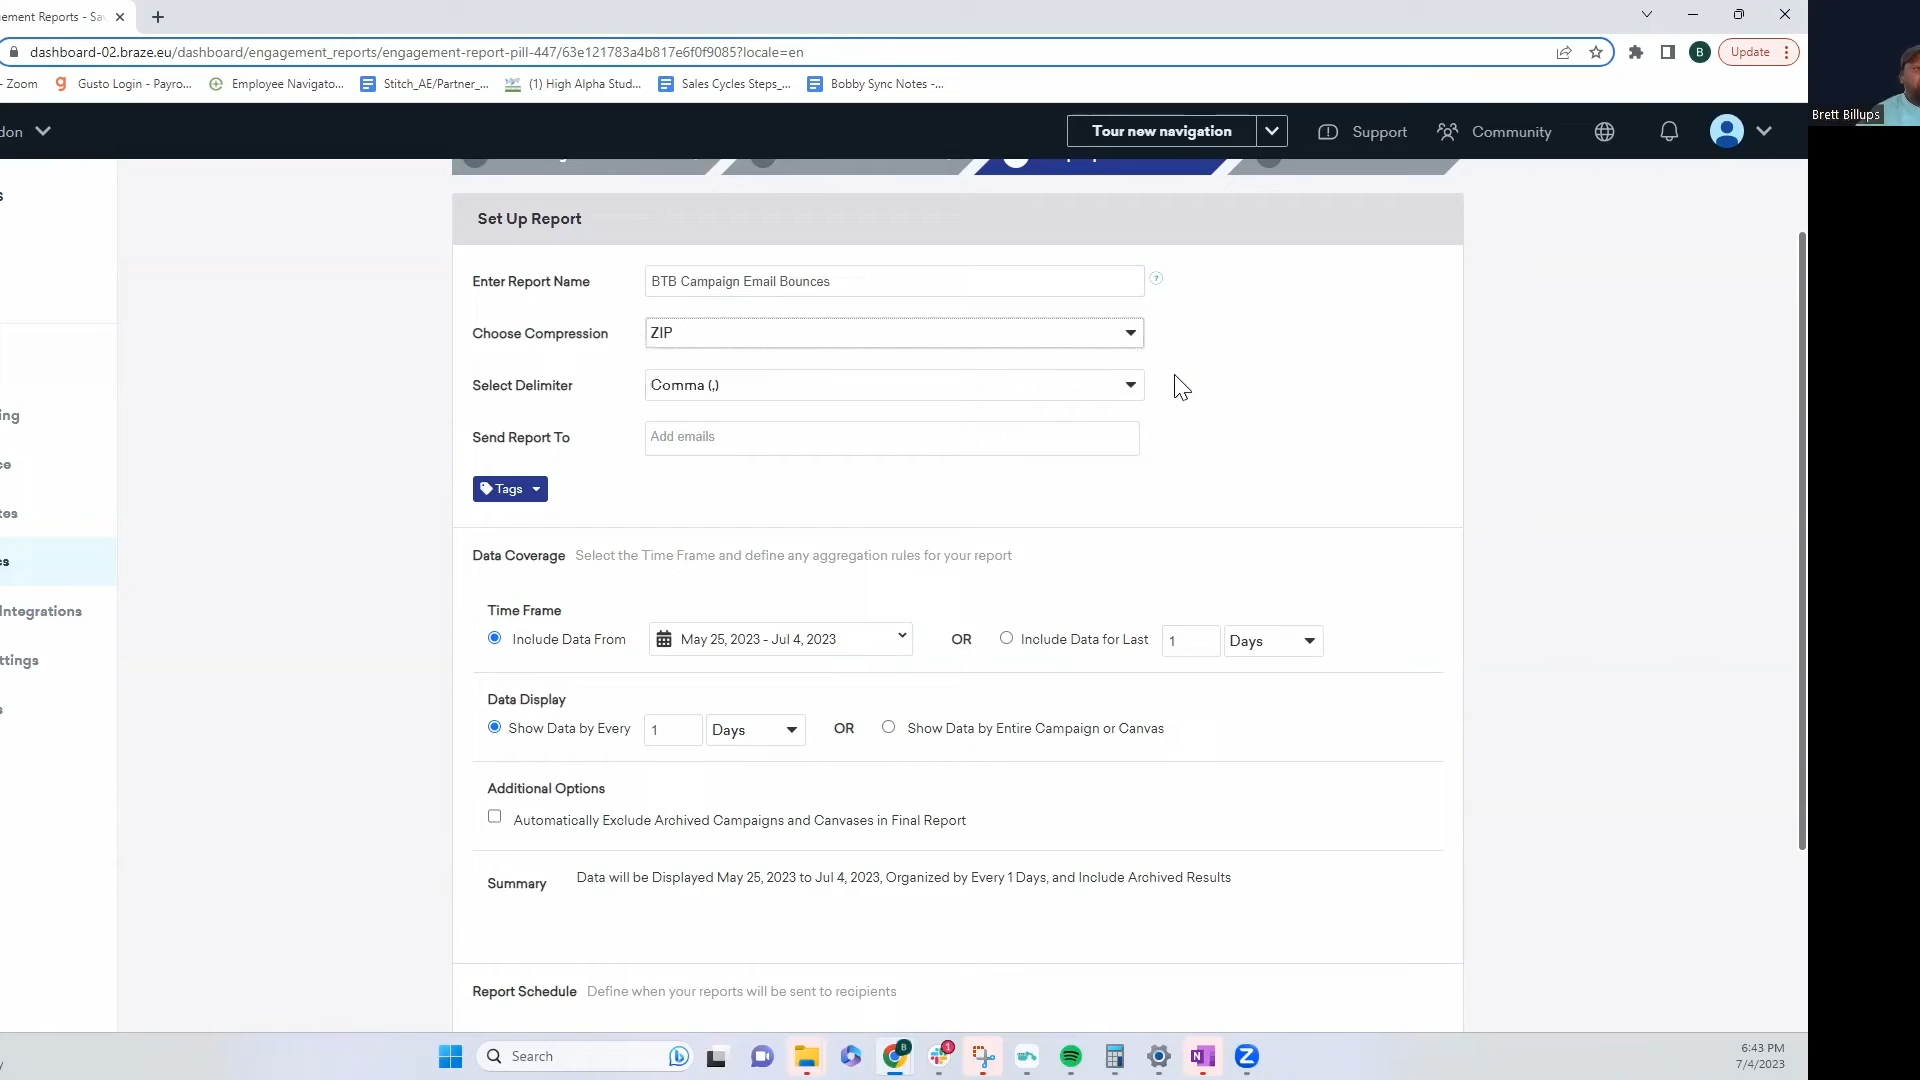 ement Reports - Sa
dashboard-02.braze.eu/dashboard/engagement_reports/engagement-report-pill-447/63e121783a4b817e6f0f9085?locale=en
B
Update
- Zoom
Gusto Login - Payro...
Employee Navigato...
Stitch_AE/Partner_...
(1) High Alpha Stud...
Sales Cycles Steps_...
Bobby Sync Notes -...
Brett Billups
don
Tour new navigation
Support
Community
s
Set Up Report
Enter Report Name
BTB Campaign Email Bounces
?
Choose Compression
ZIP
Select Delimiter
Comma (,)
Send Report To
Add emails
Tags
ing
ce
tes
cs
Integrations
ttings
s
Data Coverage Select the Time Frame and define any aggregation rules for your report
Time Frame
Include Data From
May 25, 2023 - Jul 4, 2023
OR
Include Data for Last
1
Days
Data Display
Show Data by Every
1
Days
OR
Show Data by Entire Campaign or Canvas
Additional Options
Automatically Exclude Archived Campaigns and Canvases in Final Report
Summary
Data will be Displayed May 25, 2023 to Jul 4, 2023, Organized by Every 1 Days, and Include Archived Results
Report Schedule Define when your reports will be sent to recipients
Search
6:43 PM
7/4/2023